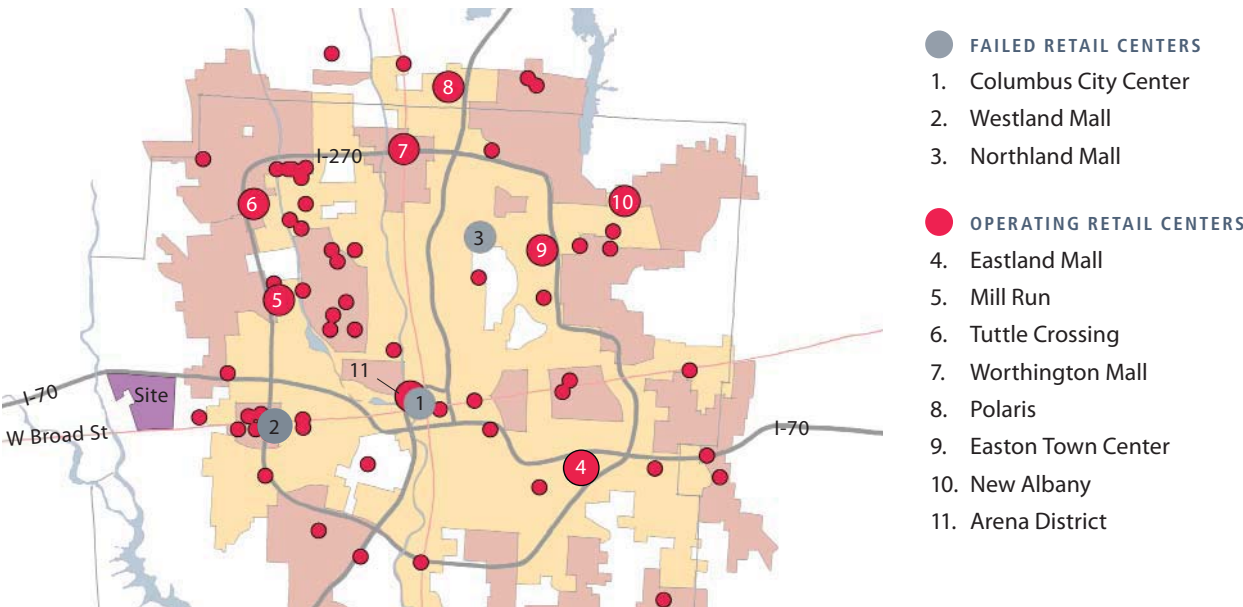 8
I-270
7
6
10
3
9
5
11
1
I-70
Site
2
W Broad St
I-70
4
FAILED RETAIL CENTERS
1. Columbus City Center
2. Westland Mall
3. Northland Mall
OPERATING RETAIL CENTERS
4. Eastland Mall
5. Mill Run
6. Tuttle Crossing
7. Worthington Mall
8. Polaris
9. Easton Town Center
10. New Albany
11. Arena District